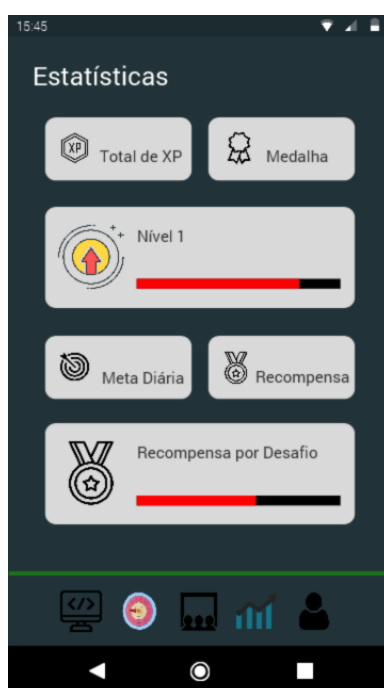 15:45
Estatísticas
XP Total de XP
Medalha
Nível 1
Meta Diária
Recompensa
Recompensa por Desafio
</>